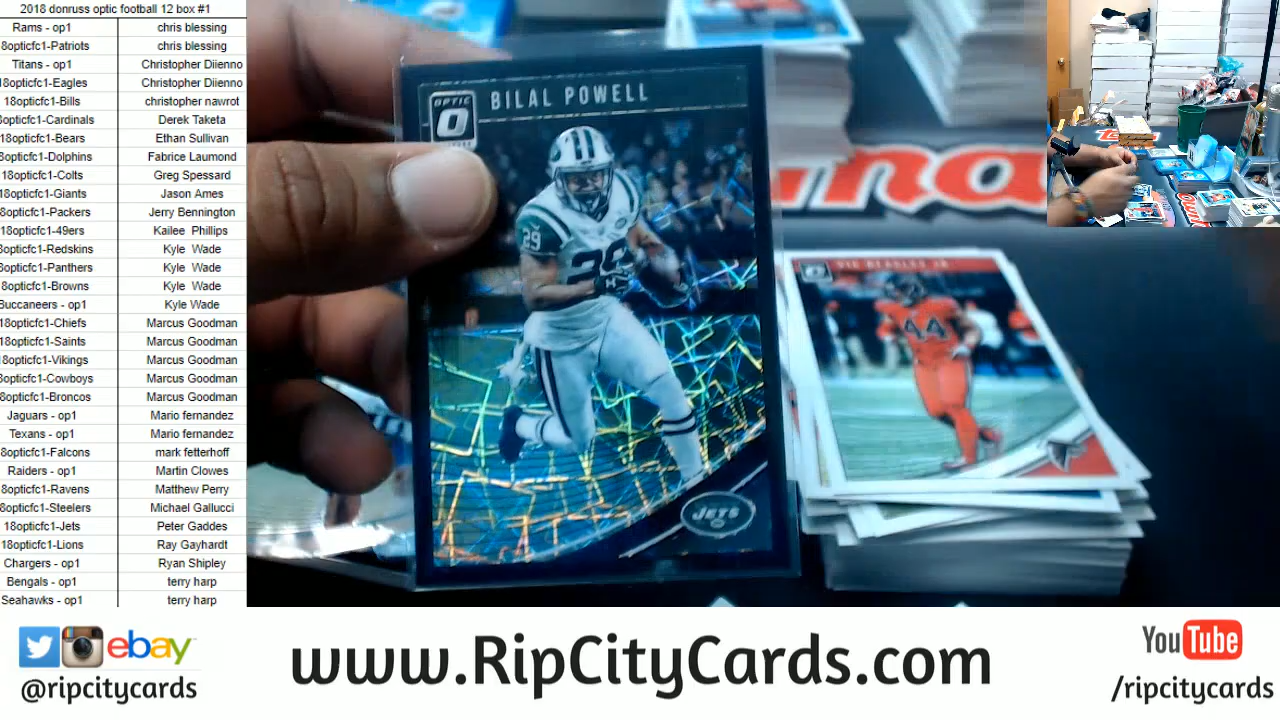 2018 donruss optic football 12 box #1
Rams - op1 chris blessing
8opticfc1-Patriots chris blessing
Titans - op1 Christopher Diienno
18opticfc1-Eagles Christopher Diienno
18opticfc1-Bills christopher nawrot
8opticfc1-Cardinals Derek Taketa
18opticfc1-Bears Ethan Sullivan
8opticfc1-Dolphins Fabrice Laumond
18opticfc1-Colts Greg Spessard
18opticfc1-Giants Jason Ames
8opticfc1-Packers Jerry Bennington
18opticfc1-49ers Kailee Phillips
8opticfc1-Redskins Kyle Wade
8opticfc1-Panthers Kyle Wade
8opticfc1-Browns Kyle Wade
Buccaneers - op1 Kyle Wade
18opticfc1-Chiefs Marcus Goodman
18opticfc1-Saints Marcus Goodman
18opticfc1-Vikings Marcus Goodman
8opticfc1-Cowboys Marcus Goodman
8opticfc1-Broncos Marcus Goodman
Jaguars - op1 Mario fernandez
Texans - op1 Mario fernandez
8opticfc1-Falcons mark fetterhoff
Raiders - op1 Martin Clowes
8opticfc1-Ravens Matthew Perry
8opticfc1-Steelers Michael Gallucci
18opticfc1-Jets Peter Gaddes
18opticfc1-Lions Ray Gayhardt
Chargers - op1 Ryan Shipley
Bengals - op1 terry harp
Seahawks - op1 terry harp
OPTIC
BILAL POWELL
29
JETS
VIC BEASLEY JR.
44
ebay
@ripcitycards
www.RipCityCards.com
YouTube
/ripcitycards